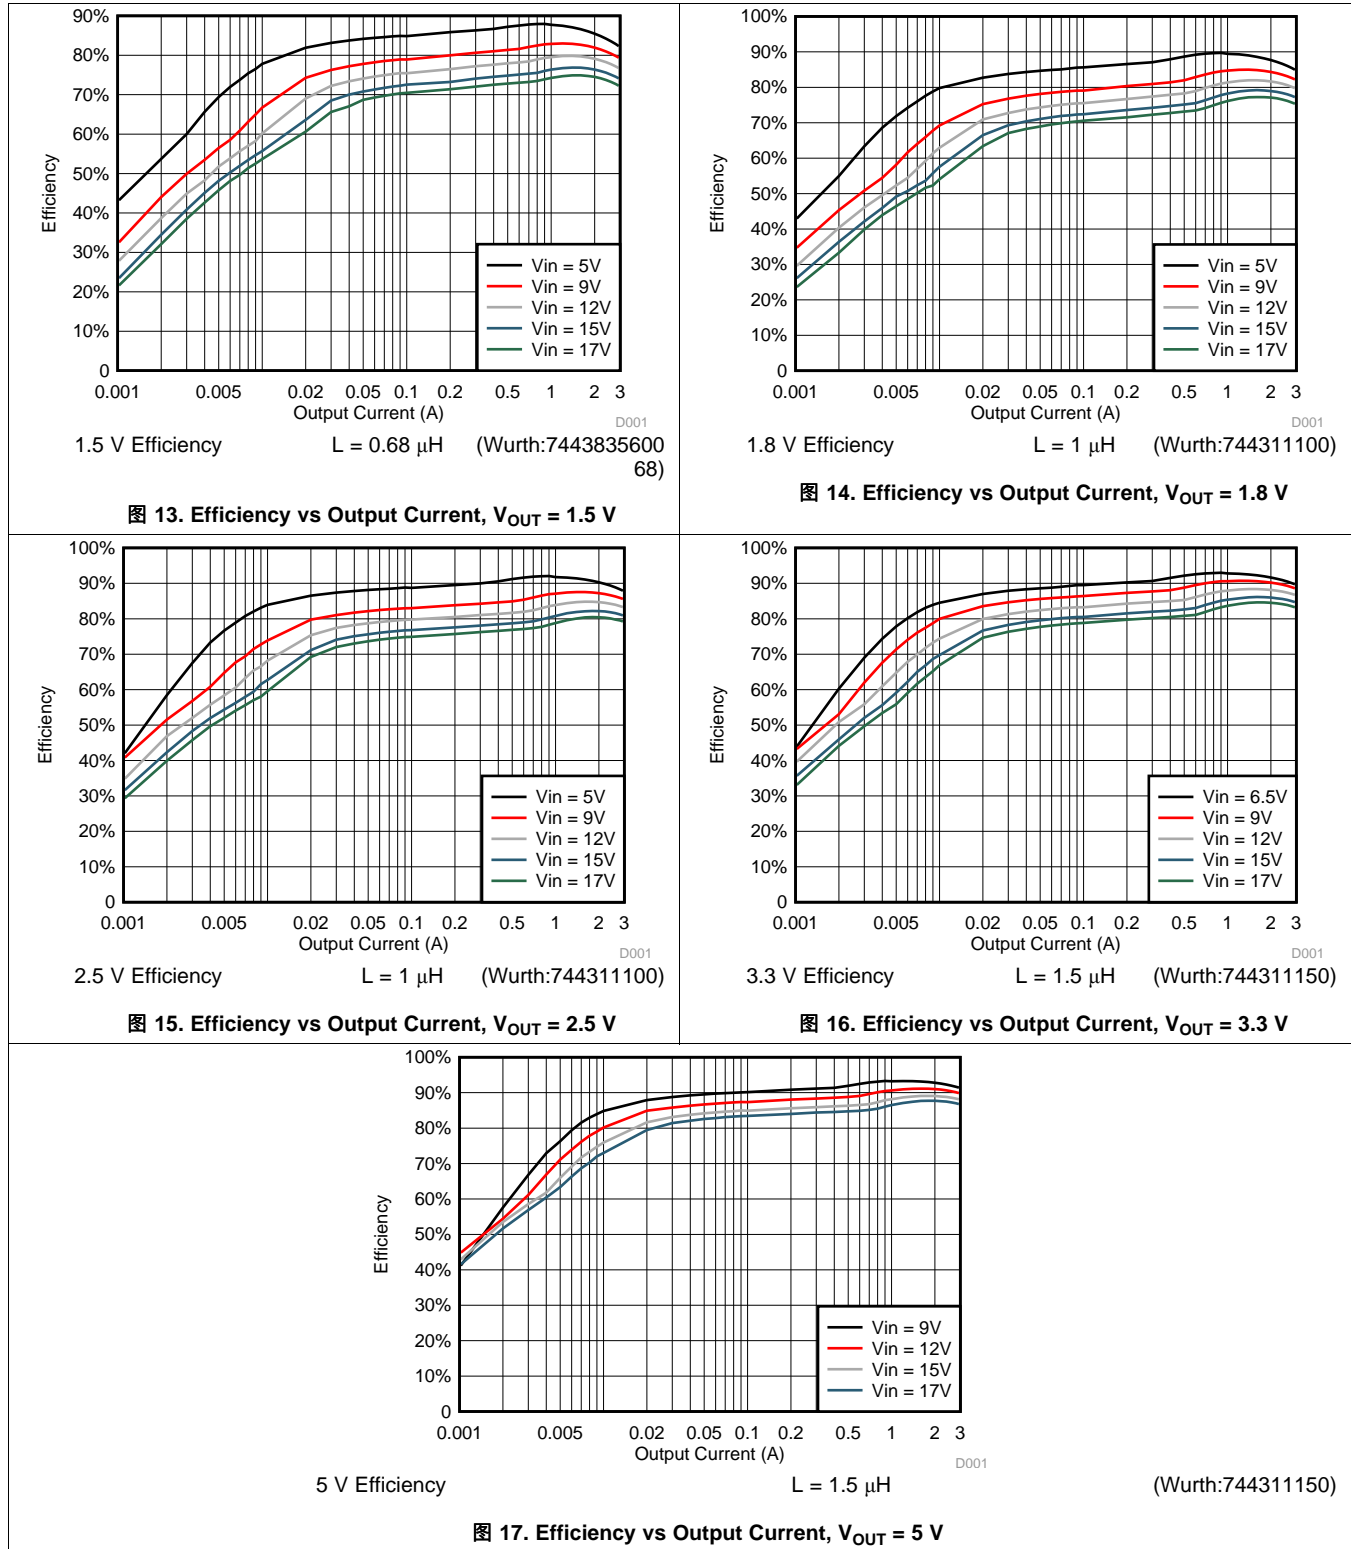 90%
80%
70%
60%
50%
40%
30%
20%
10%
0
Efficiency
Vin = 5V
Vin = 9V
Vin = 12V
Vin = 15V
Vin = 17V
0.001 0.005 0.02 0.05 0.1 0.2 0.5 1 2 3
Output Current (A)
D001
1.5 V Efficiency L = 0.68 μH (Wurth:7443835600
68)
图 13. Efficiency vs Output Current, VOUT = 1.5 V
100%
90%
80%
70%
60%
50%
40%
30%
20%
10%
0
Efficiency
Vin = 5V
Vin = 9V
Vin = 12V
Vin = 15V
Vin = 17V
0.001 0.005 0.02 0.05 0.1 0.2 0.5 1 2 3
Output Current (A)
D001
1.8 V Efficiency L = 1 μH (Wurth:744311100)
图 14. Efficiency vs Output Current, VOUT = 1.8 V
100%
90%
80%
70%
60%
50%
40%
30%
20%
10%
0
Efficiency
Vin = 5V
Vin = 9V
Vin = 12V
Vin = 15V
Vin = 17V
0.001 0.005 0.02 0.05 0.1 0.2 0.5 1 2 3
Output Current (A)
D001
2.5 V Efficiency L = 1 μH (Wurth:744311100)
图 15. Efficiency vs Output Current, VOUT = 2.5 V
100%
90%
80%
70%
60%
50%
40%
30%
20%
10%
0
Efficiency
Vin = 6.5V
Vin = 9V
Vin = 12V
Vin = 15V
Vin = 17V
0.001 0.005 0.02 0.05 0.1 0.2 0.5 1 2 3
Output Current (A)
D001
3.3 V Efficiency L = 1.5 μH (Wurth:744311150)
图 16. Efficiency vs Output Current, VOUT = 3.3 V
100%
90%
80%
70%
60%
50%
40%
30%
20%
10%
0
Efficiency
Vin = 9V
Vin = 12V
Vin = 15V
Vin = 17V
0.001 0.005 0.02 0.05 0.1 0.2 0.5 1 2 3
Output Current (A)
D001
5 V Efficiency L = 1.5 μH (Wurth:744311150)
图 17. Efficiency vs Output Current, VOUT = 5 V